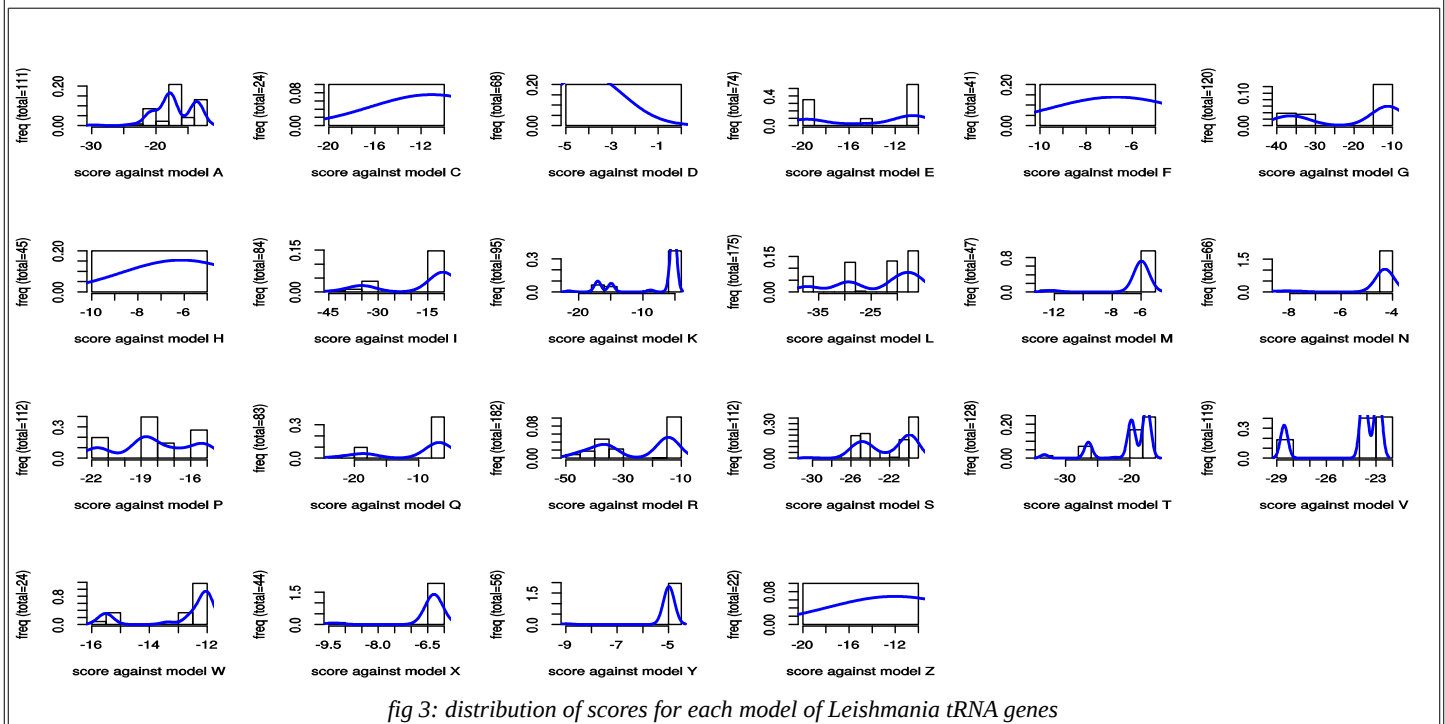 freq (total=111)
0.00 0.20
-30 -20
score against model A
freq (total=24)
0.00 0.08
-20 -16 -12
score against model C
freq (total=68)
0.00 0.20
-5 -3 -1
score against model D
freq (total=74)
0.0 0.4
-20 -16 -12
score against model E
freq (total=41)
0.00 0.20
-10 -8 -6
score against model F
freq (total=120)
0.00 0.10
-40 -30 -20 -10
score against model G
freq (total=45)
0.00 0.20
-10 -8 -6
score against model H
freq (total=84)
0.00 0.15
-45 -30 -15
score against model I
freq (total=95)
0.0 0.3
-20 -10
score against model K
freq (total=175)
0.00 0.15
-35 -25
score against model L
freq (total=47)
0.0 0.8
-12 -8 -6
score against model M
freq (total=66)
0.0 1.5
-8 -6 -4
score against model N
freq (total=112)
0.0 0.3
-22 -19 -16
score against model P
freq (total=83)
0.0 0.3
-20 -10
score against model Q
freq (total=182)
0.00 0.08
-50 -30 -10
score against model R
freq (total=112)
0.00 0.30
-30 -26 -22
score against model S
freq (total=128)
0.00 0.20
-30 -20
score against model T
freq (total=119)
0.0 0.3
-29 -26 -23
score against model V
freq (total=24)
0.0 0.8
-16 -14 -12
score against model W
freq (total=44)
0.0 1.5
-9.5 -8.0 -6.5
score against model X
freq (total=56)
0.0 1.5
-9 -7 -5
score against model Y
freq (total=22)
0.00 0.08
-20 -16 -12
score against model Z
fig 3: distribution of scores for each model of Leishmania tRNA genes